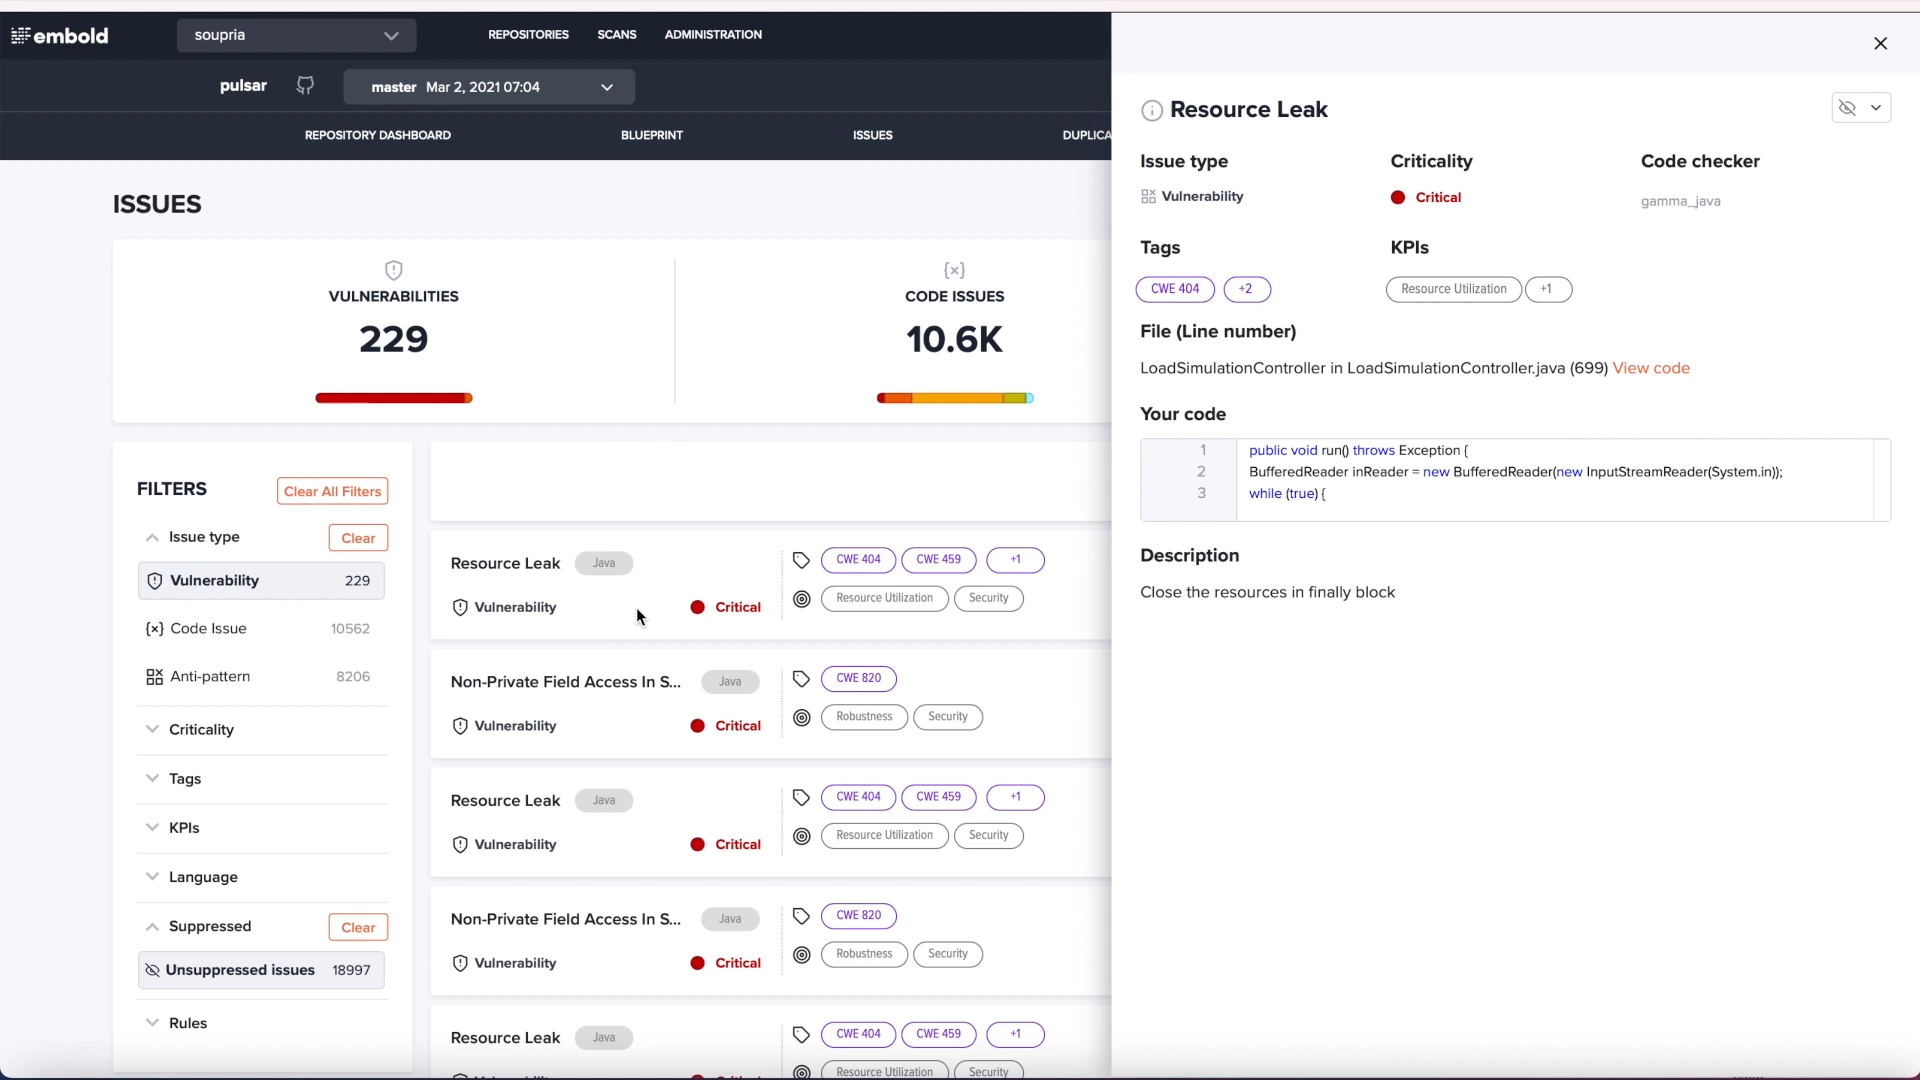 embold
soupria
REPOSITORIES SCANS ADMINISTRATION
pulsar
master Mar 2, 2021 07:04
REPOSITORY DASHBOARD BLUEPRINT ISSUES DUPLICA
ISSUES
VULNERABILITIES
229
{×}
CODE ISSUES
10.6K
FILTERS
Clear All Filters
Issue type
Clear
Vulnerability 229
{×} Code Issue 10562
Anti-pattern 8206
Criticality
Tags
KPIs
Language
Suppressed
Clear
Unsuppressed issues 18997
Rules
Resource Leak Java CWE 404 CWE 459 +1
Vulnerability Critical Resource Utilization Security
Non-Private Field Access In S... Java CWE 820
Vulnerability Critical Robustness Security
Resource Leak Java CWE 404 CWE 459 +1
Vulnerability Critical Resource Utilization Security
Non-Private Field Access In S... Java CWE 820
Vulnerability Critical Robustness Security
Resource Leak Java CWE 404 CWE 459 +1
Resource Utilization Security
Resource Leak
Issue type Criticality Code checker
Vulnerability Critical gamma_java
Tags KPIs
CWE 404 +2 Resource Utilization +1
File (Line number)
LoadSimulationController in LoadSimulationController.java (699) View code
Your code
1 public void run() throws Exception {
2 BufferedReader inReader = new BufferedReader(new InputStreamReader(System.in));
3 while (true) {
Description
Close the resources in finally block